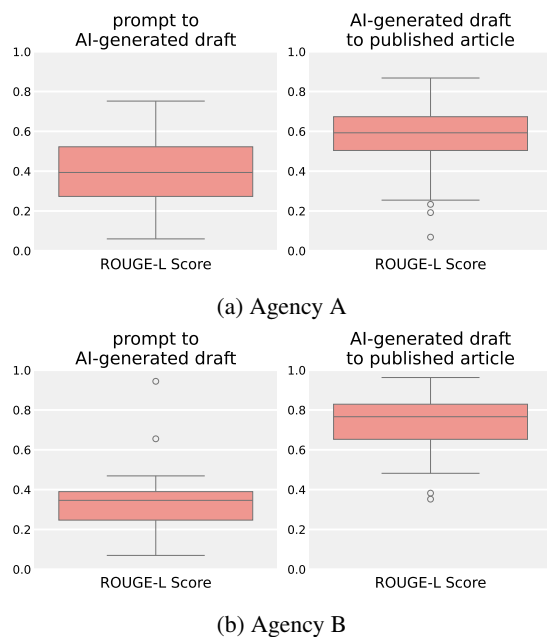 prompt to
AI-generated draft
1.0
0.8
0.6
0.4
0.2
0.0
ROUGE-L Score
AI-generated draft
to published article
1.0
0.8
0.6
0.4
0.2
0.0
ROUGE-L Score
(a) Agency A
prompt to
AI-generated draft
1.0
0.8
0.6
0.4
0.2
0.0
ROUGE-L Score
AI-generated draft
to published article
1.0
0.8
0.6
0.4
0.2
0.0
ROUGE-L Score
(b) Agency B